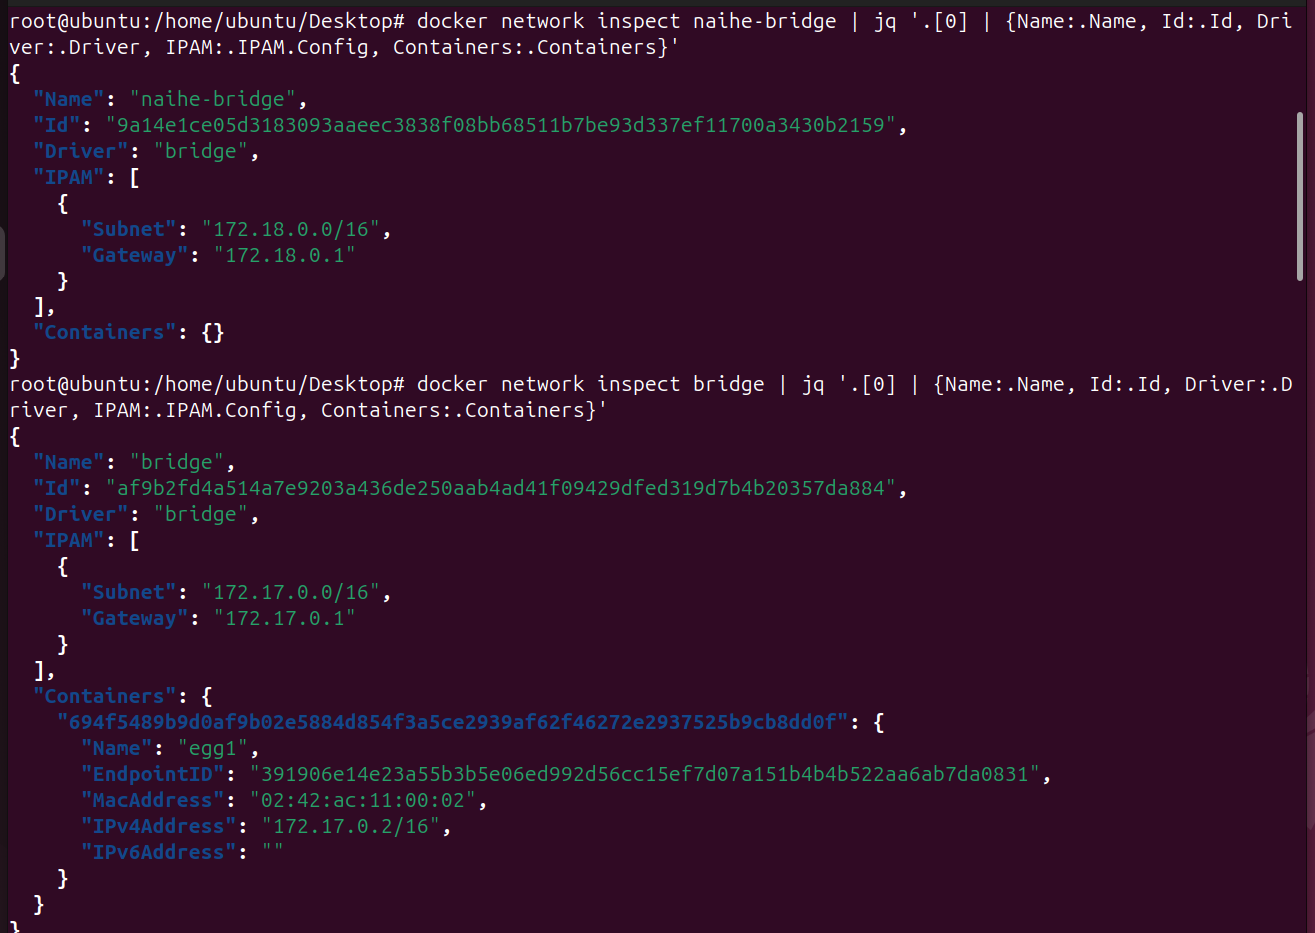 root@ubuntu:/home/ubuntu/Desktop# docker network inspect naihe-bridge | jq '.[0] | {Name:.Name, Id:.Id, Dri
ver:.Driver, IPAM:.IPAM.Config, Containers:.Containers}'
{
  "Name": "naihe-bridge",
  "Id": "9a14e1ce05d3183093aaeec3838f08bb68511b7be93d337ef11700a3430b2159",
  "Driver": "bridge",
  "IPAM": [
    {
      "Subnet": "172.18.0.0/16",
      "Gateway": "172.18.0.1"
    }
  ],
  "Containers": {}
}
root@ubuntu:/home/ubuntu/Desktop# docker network inspect bridge | jq '.[0] | {Name:.Name, Id:.Id, Driver:.D
river, IPAM:.IPAM.Config, Containers:.Containers}'
{
  "Name": "bridge",
  "Id": "af9b2fd4a514a7e9203a436de250aab4ad41f09429dfed319d7b4b20357da884",
  "Driver": "bridge",
  "IPAM": [
    {
      "Subnet": "172.17.0.0/16",
      "Gateway": "172.17.0.1"
    }
  ],
  "Containers": {
    "694f5489b9d0af9b02e5884d854f3a5ce2939af62f46272e2937525b9cb8dd0f": {
      "Name": "egg1",
      "EndpointID": "391906e14e23a55b3b5e06ed992d56cc15ef7d07a151b4b4b522aa6ab7da0831",
      "MacAddress": "02:42:ac:11:00:02",
      "IPv4Address": "172.17.0.2/16",
      "IPv6Address": ""
    }
  }
}